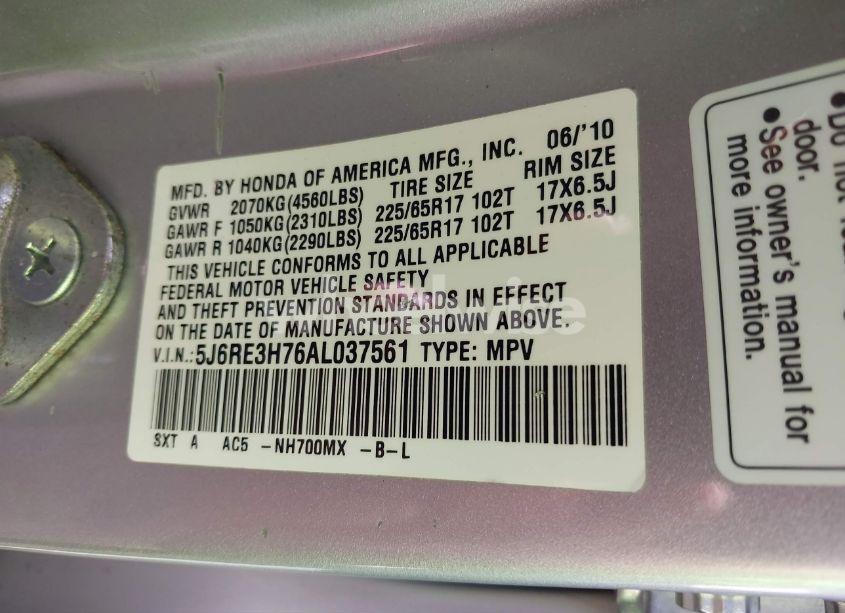 MFD. BY HONDA OF AMERICA MFG., INC. 06/'10
GVWR 2070KG(4560LBS) TIRE SIZE RIM SIZE
GAWR F 1050KG(2310LBS) 225/65R17 102T 17X6.5J
GAWR R 1040KG(2290LBS) 225/65R17 102T 17X6.5J
THIS VEHICLE CONFORMS TO ALL APPLICABLE
FEDERAL MOTOR VEHICLE SAFETY
AND THEFT PREVENTION STANDARDS IN EFFECT
ON THE DATE OF MANUFACTURE SHOWN ABOVE.
V.I.N.: 5J6RE3H76AL037561 TYPE: MPV
SXT A AC5 -NH700MX -B-L
•Do not
door.
•See owner's manual for
more information.